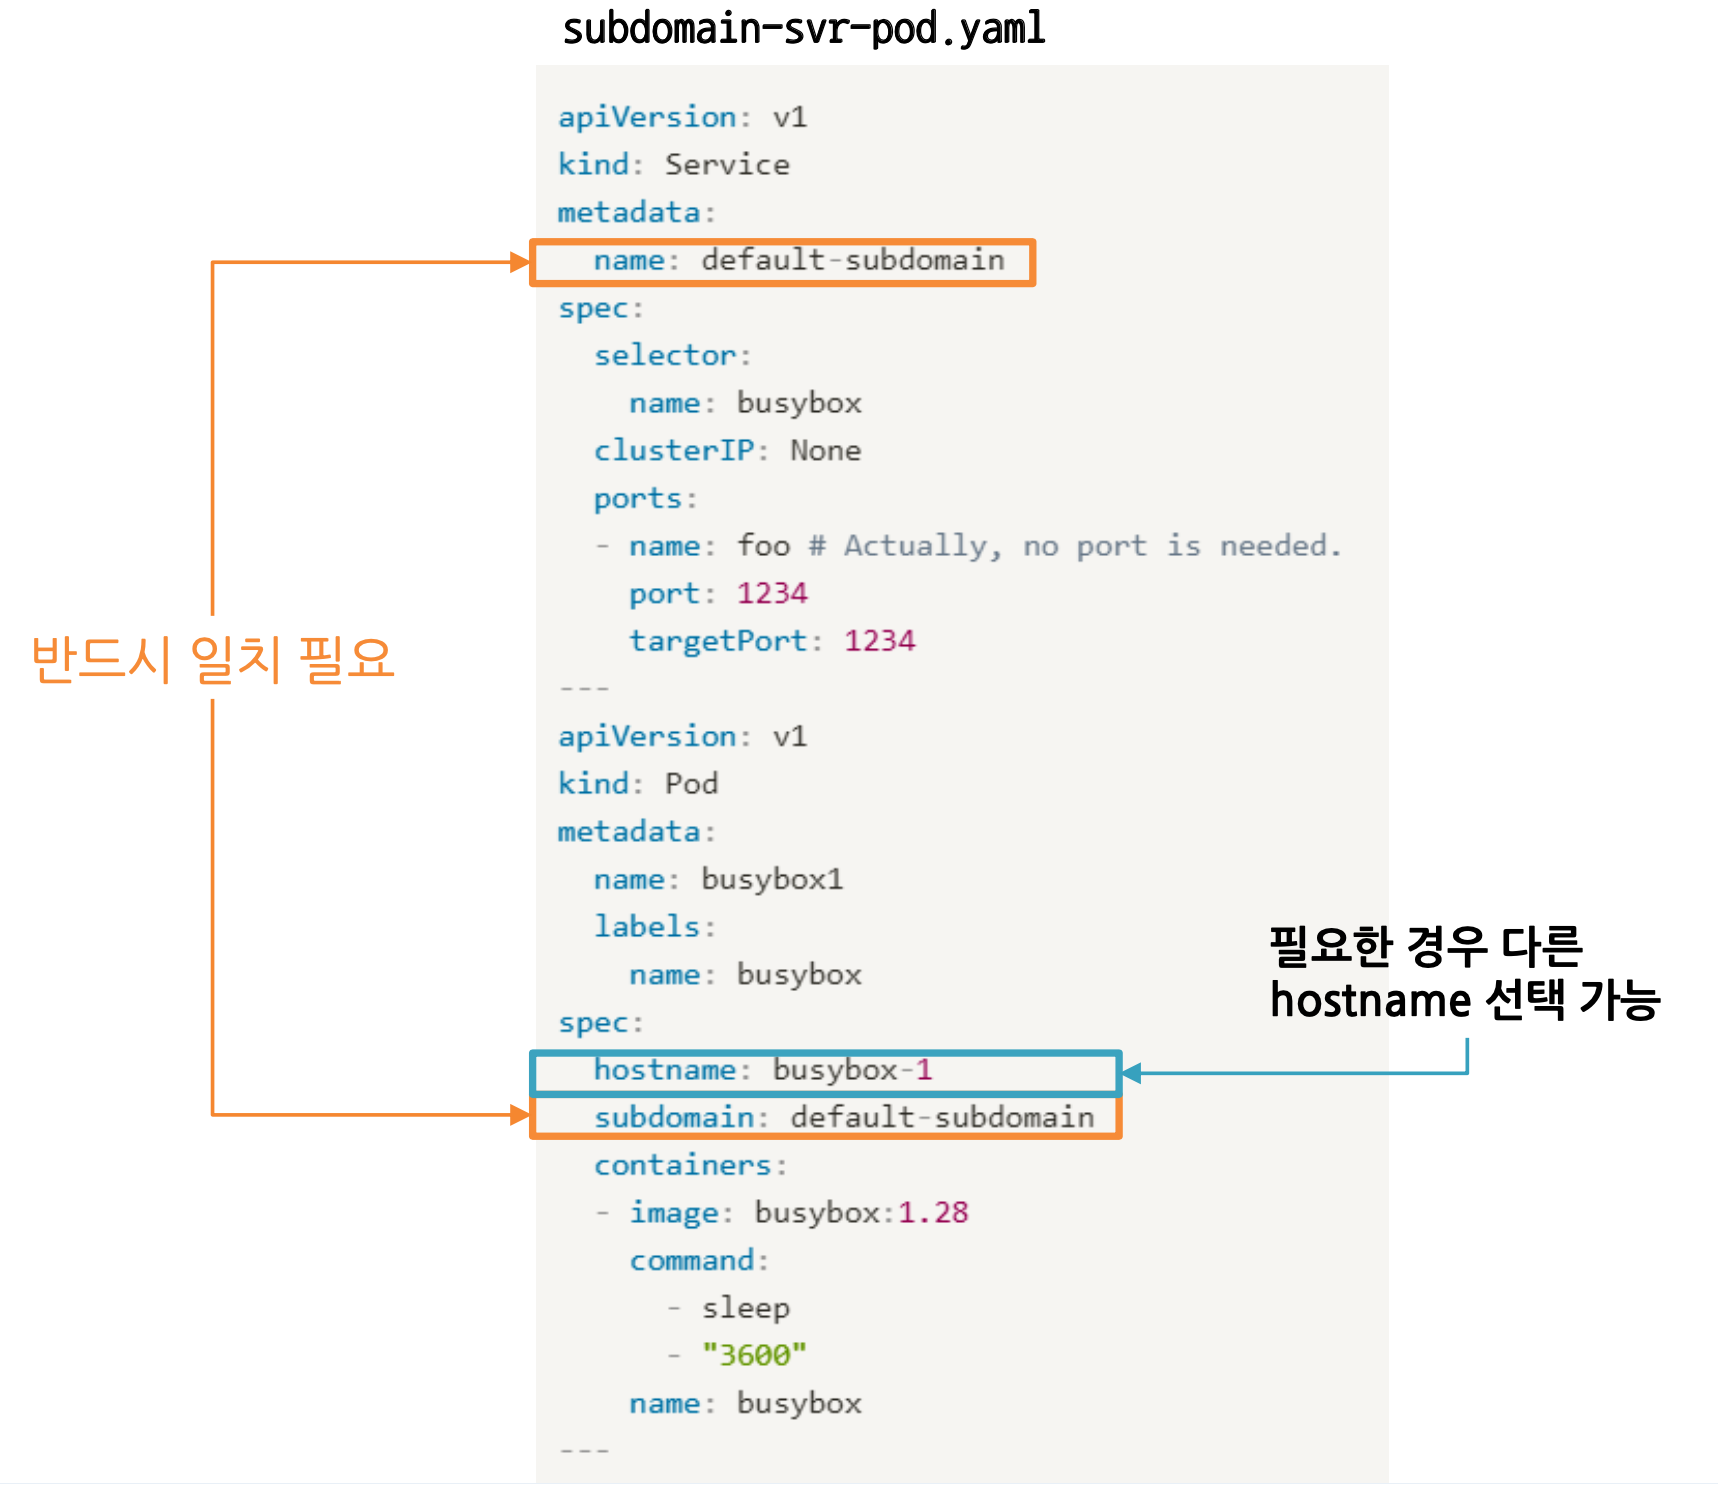 subdomain-svr-pod.yaml
apiVersion: v1
kind: Service
metadata:
  name: default-subdomain
spec:
  selector:
    name: busybox
  clusterIP: None
  ports:
  - name: foo # Actually, no port is needed.
    port: 1234
    targetPort: 1234
---
apiVersion: v1
kind: Pod
metadata:
  name: busybox1
  labels:
    name: busybox
spec:
  hostname: busybox-1
  subdomain: default-subdomain
  containers:
  - image: busybox:1.28
    command:
      - sleep
      - "3600"
    name: busybox
---
반드시 일치 필요
필요한 경우 다른
hostname 선택 가능